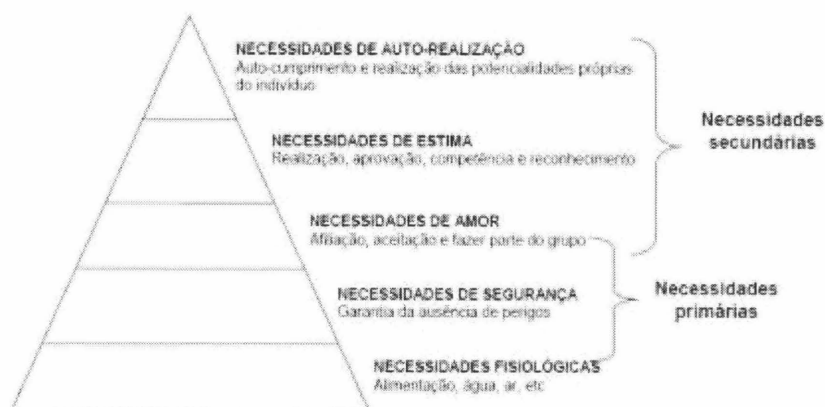 NECESSIDADES DE AUTO-REALIZAÇÃO
Auto-cumprimento e realização das potencialidades próprias
do indivíduo
NECESSIDADES DE ESTIMA
Realização, aprovação, competência e reconhecimento
Necessidades
secundárias
NECESSIDADES DE AMOR
Afiliação, aceitação e fazer parte do grupo
NECESSIDADES DE SEGURANÇA
Garantia da ausência de perigos
Necessidades
primárias
NECESSIDADES FISIOLÓGICAS
Alimentação, água, ar, etc